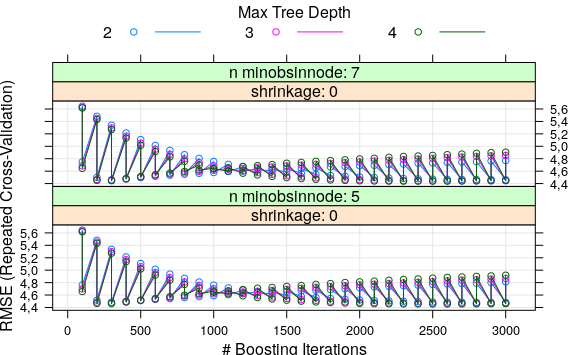 Max Tree Depth
2 3 4
n minobsinnode: 7
shrinkage: 0
5,6
5,4
5,2
5,0
4,8
4,6
4,4
n minobsinnode: 5
shrinkage: 0
5,6
5,4
5,2
5,0
4,8
4,6
4,4
0 500 1000 1500 2000 2500 3000
# Boosting Iterations
RMSE (Repeated Cross-Validation)